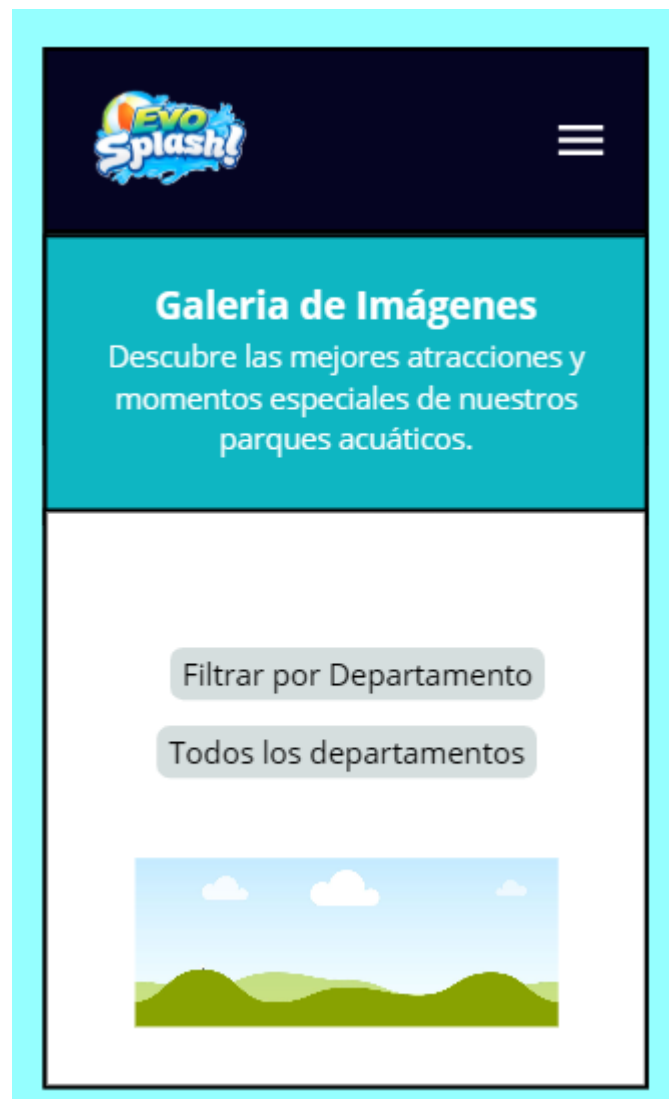 EVO
Splash!
Galeria de Imágenes
Descubre las mejores atracciones y
momentos especiales de nuestros
parques acuáticos.
Filtrar por Departamento
Todos los departamentos